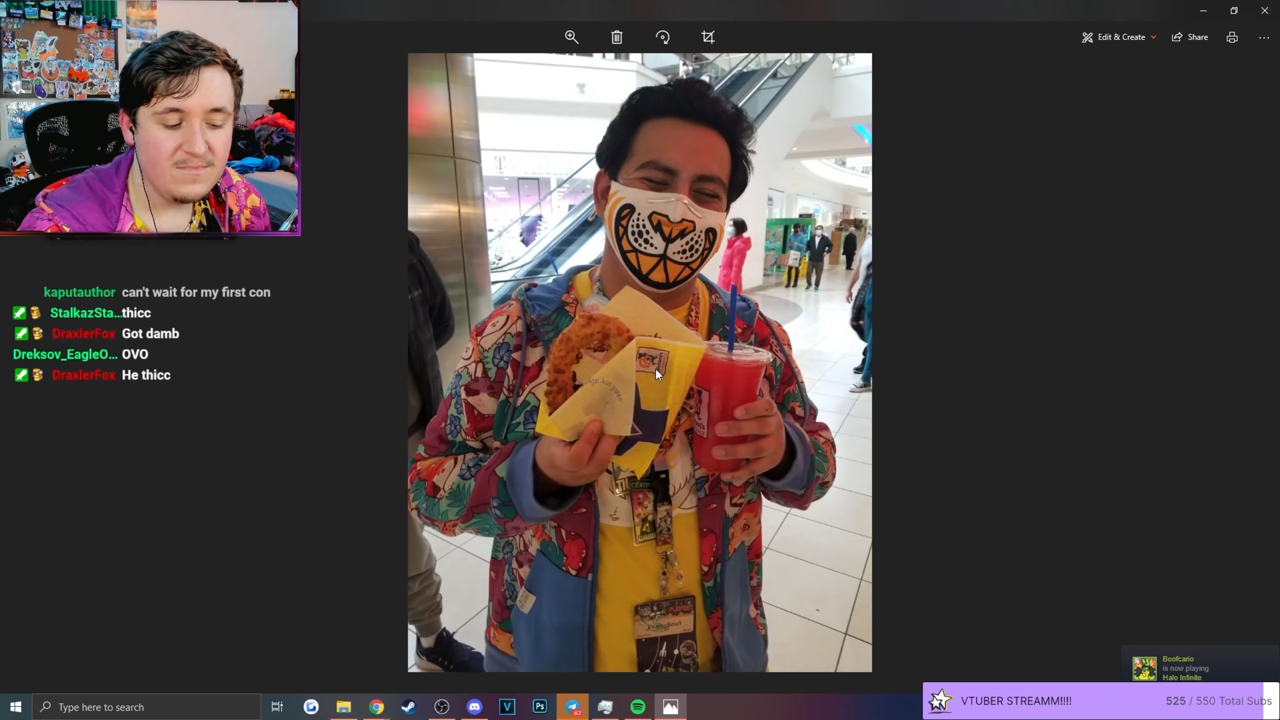 Edit & Create
Share
kaputauthor can't wait for my first con
StalkazSta... thicc
DraxlerFox Got damb
Dreksov_EagleO... OVO
DraxlerFox He thicc
Boofcario
is now playing
Halo Infinite
VTUBER STREAMM!!!! 525 / 550 Total Subs
Type here to search